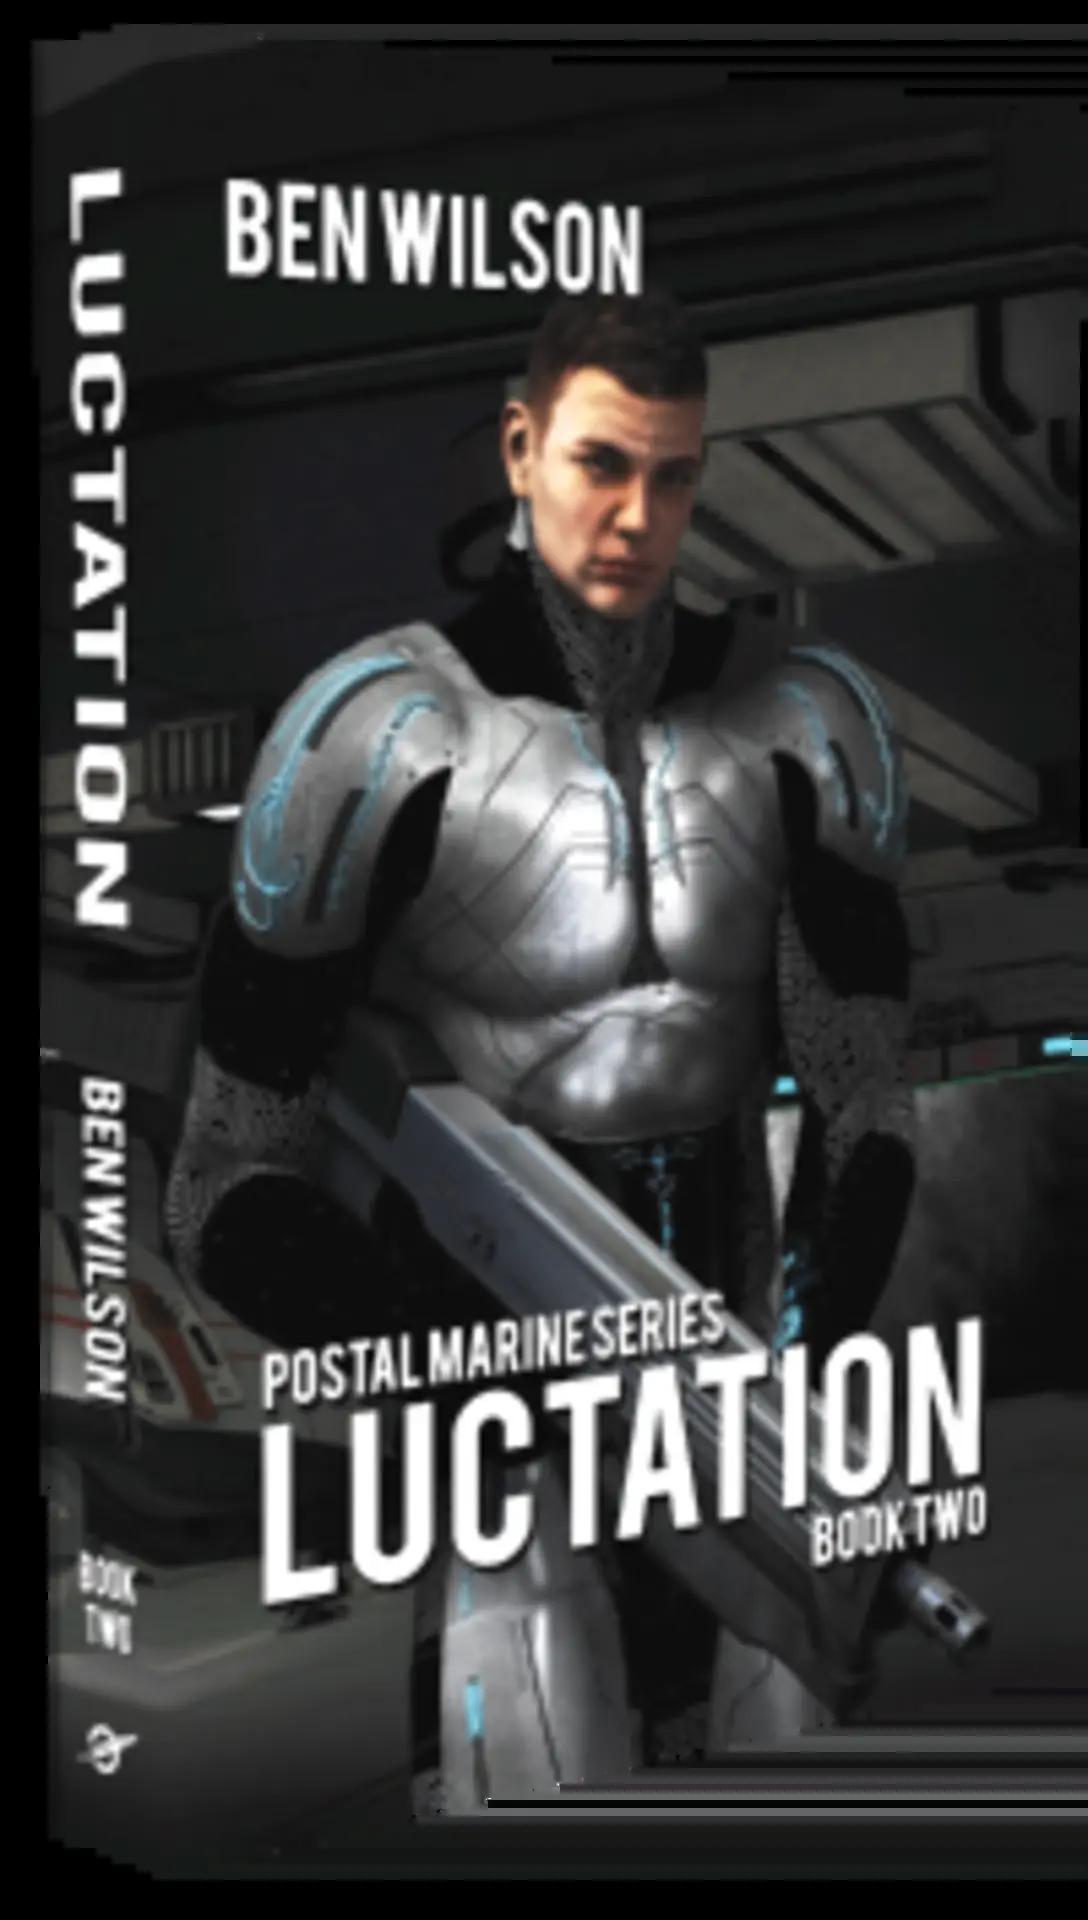 LUCTATION
BEN WILSON
BOOK
TWO
BEN WILSON
POSTAL MARINE SERIES
LUCTATION
BOOK TWO